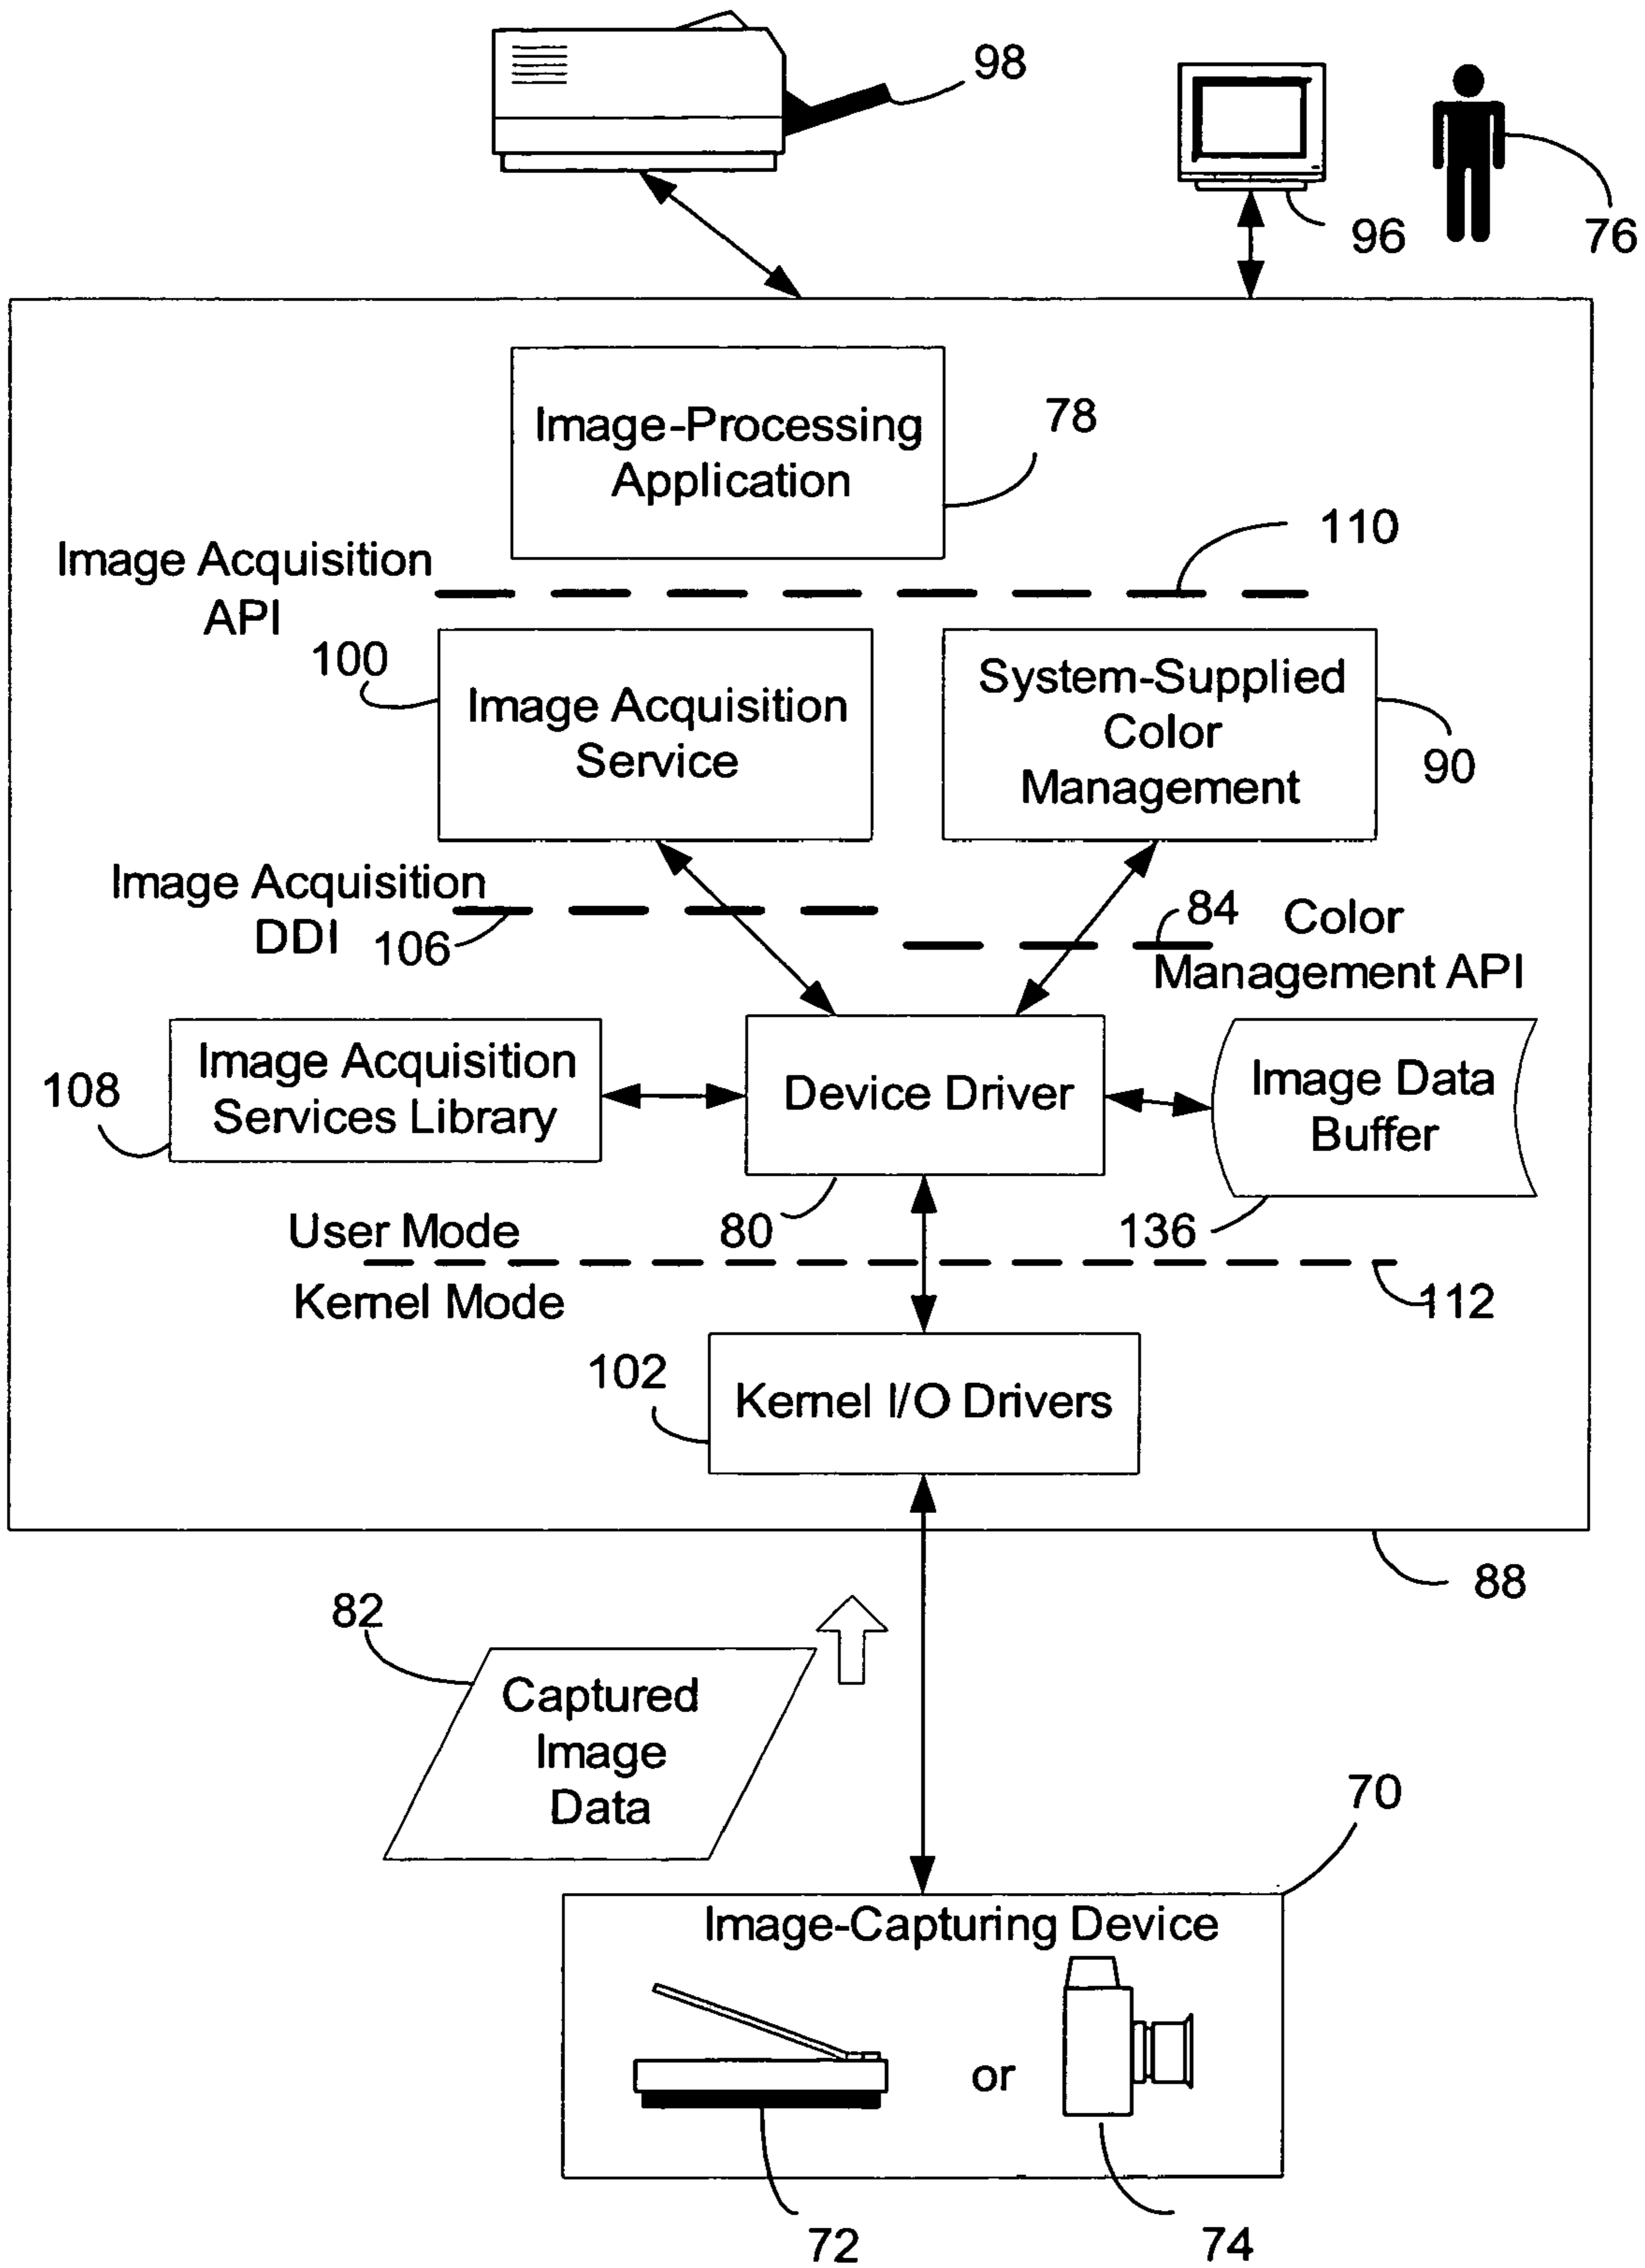 98
96
76
Image-Processing
Application
78
110
Image Acquisition
API
100
Image Acquisition
Service
System-Supplied
Color
Management
90
Image Acquisition
DDI
106
84
Color
Management API
108
Image Acquisition
Services Library
Device Driver
Image Data
Buffer
80
136
User Mode
Kernel Mode
112
102
Kernel I/O Drivers
88
82
Captured
Image
Data
70
Image-Capturing Device
or
72
74